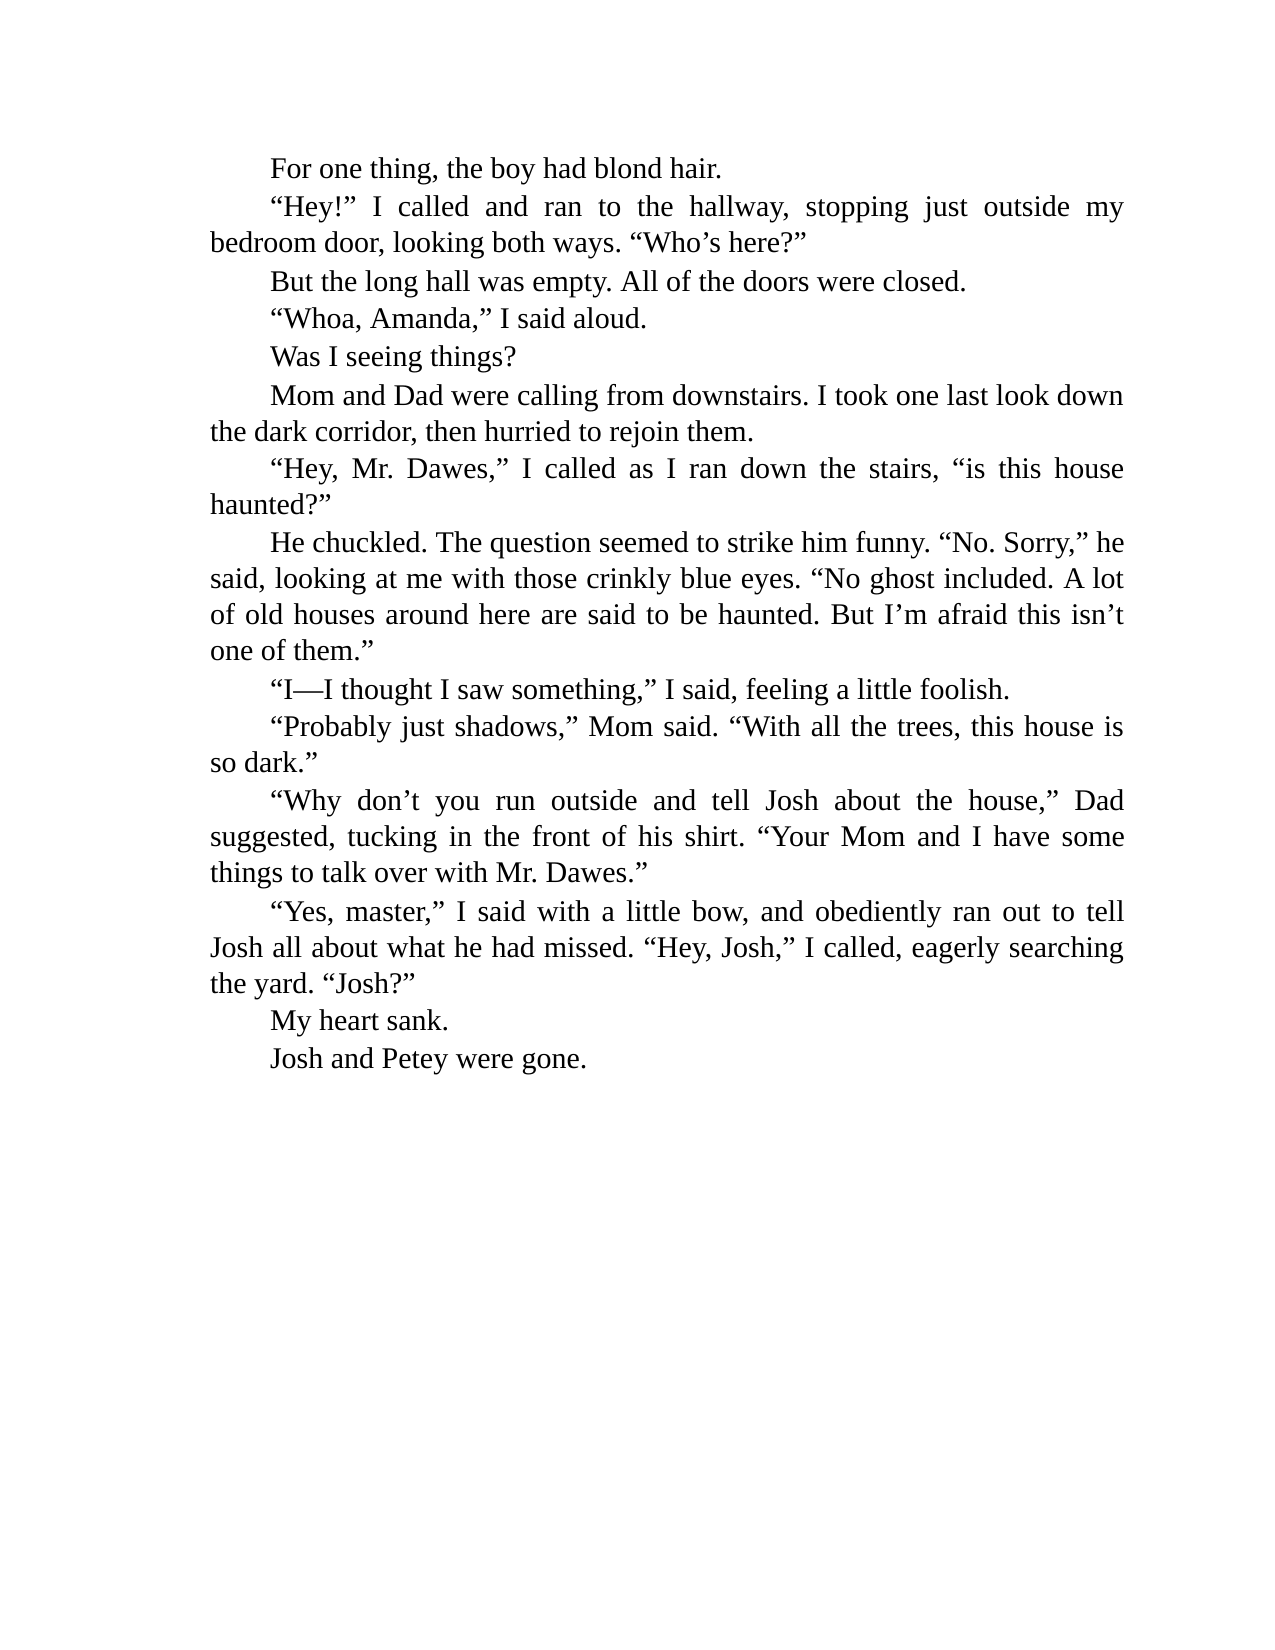 For one thing, the boy had blond hair.
“Hey!” I called and ran to the hallway, stopping just outside my
bedroom door, looking both ways. “Who’s here?”
But the long hall was empty. All of the doors were closed.
“Whoa, Amanda,” I said aloud.
Was I seeing things?
Mom and Dad were calling from downstairs. I took one last look down
the dark corridor, then hurried to rejoin them.
“Hey, Mr. Dawes,” I called as I ran down the stairs, “is this house
haunted?”
He chuckled. The question seemed to strike him funny. “No. Sorry,” he
said, looking at me with those crinkly blue eyes. “No ghost included. A lot
of old houses around here are said to be haunted. But I’m afraid this isn’t
one of them.”
“I—I thought I saw something,” I said, feeling a little foolish.
“Probably just shadows,” Mom said. “With all the trees, this house is
so dark.”
“Why don’t you run outside and tell Josh about the house,” Dad
suggested, tucking in the front of his shirt. “Your Mom and I have some
things to talk over with Mr. Dawes.”
“Yes, master,” I said with a little bow, and obediently ran out to tell
Josh all about what he had missed. “Hey, Josh,” I called, eagerly searching
the yard. “Josh?”
My heart sank.
Josh and Petey were gone.